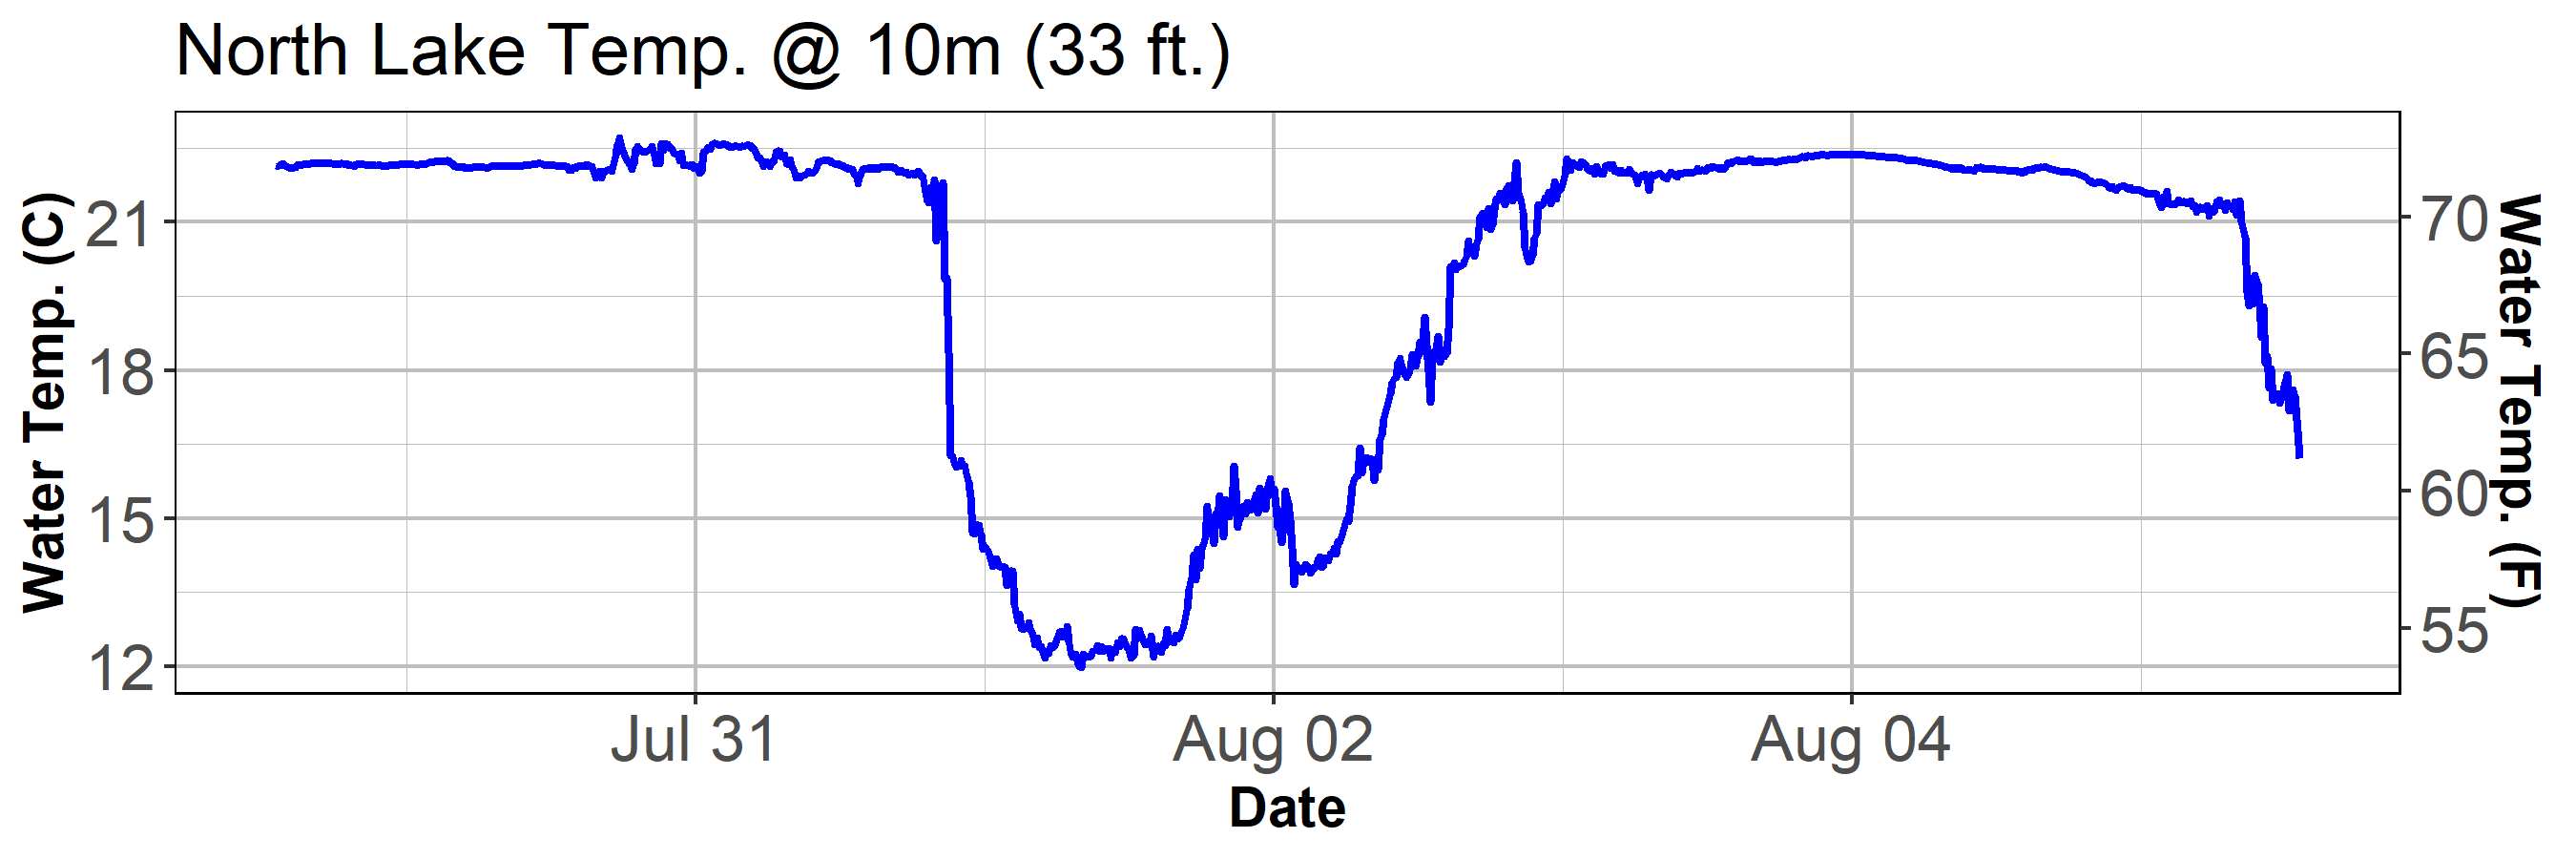 North Lake Temp. @ 10m (33 ft.)
Water Temp. (C)
21
18
15
12
70
65
60
55
Water Temp. (F)
Jul 31
Aug 02
Aug 04
Date